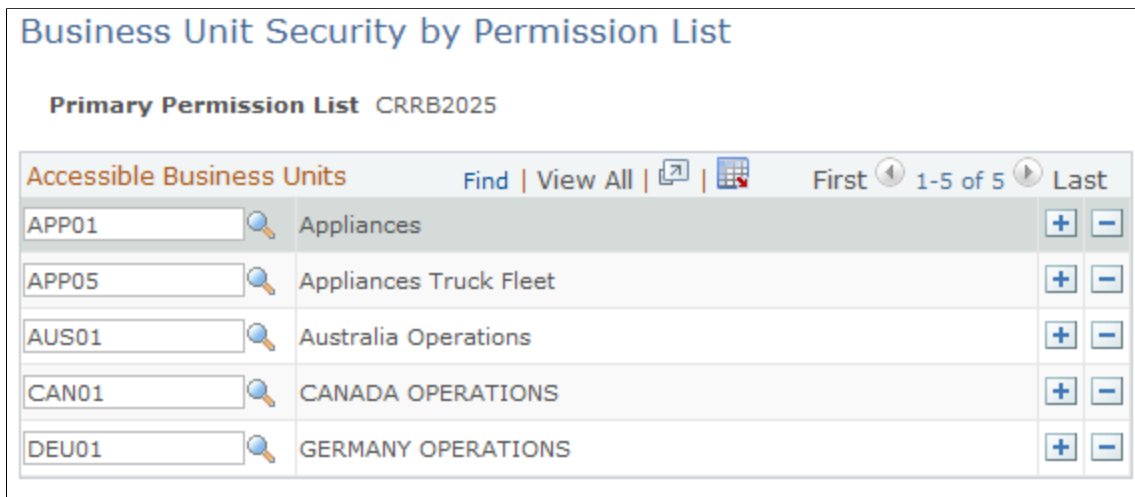 Business Unit Security by Permission List
Primary Permission List CRRB2025
Accessible Business Units Find | View All | | First 1-5 of 5 Last
APP01 Appliances
APP05 Appliances Truck Fleet
AUS01 Australia Operations
CAN01 CANADA OPERATIONS
DEU01 GERMANY OPERATIONS